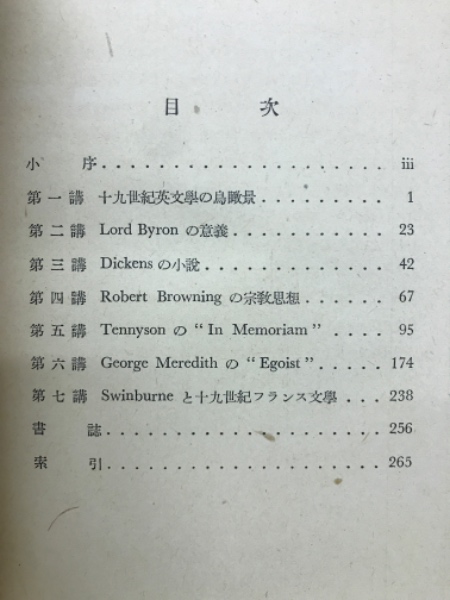 目 次
小 序 . . . . . . . . . . . . . . . . . . . . . iii
第一講 十九世紀英文學の鳥瞰景 . . . . . . . . . 1
第二講 Lord Byron の意義 . . . . . . . . . . . . 23
第三講 Dickens の小說 . . . . . . . . . . . . . . 42
第四講 Robert Browning の宗敎思想 . . . . . . 67
第五講 Tennyson の “In Memoriam” . . . . 95
第六講 George Meredith の “Egoist” . . . . . 174
第七講 Swinburne と十九世紀フランス文學 . . . 238
書 誌 . . . . . . . . . . . . . . . . . . . . . 256
索 引 . . . . . . . . . . . . . . . . . . . . . 265